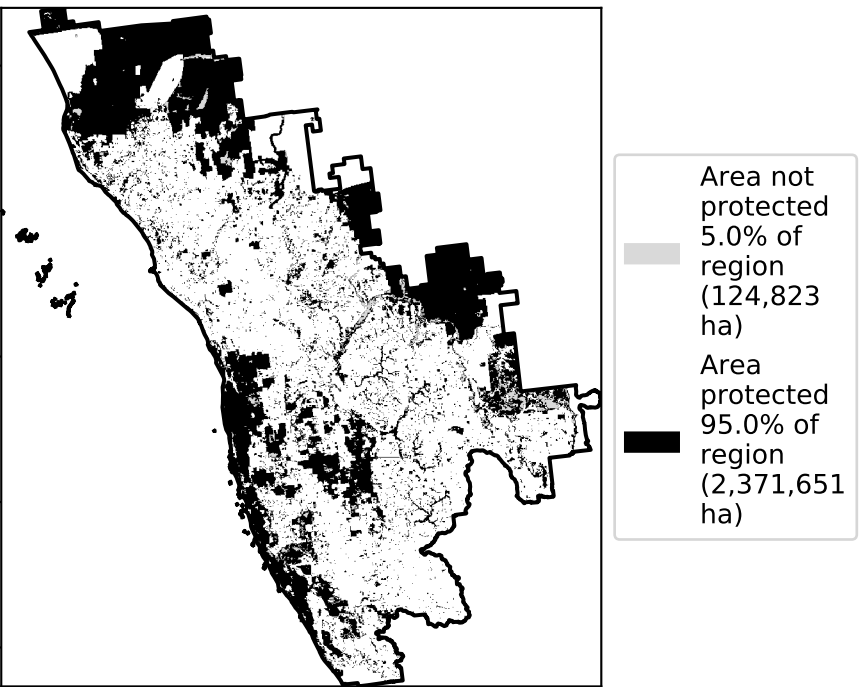 Area not
protected
5.0% of
region
(124,823
ha)
Area
protected
95.0% of
region
(2,371,651
ha)